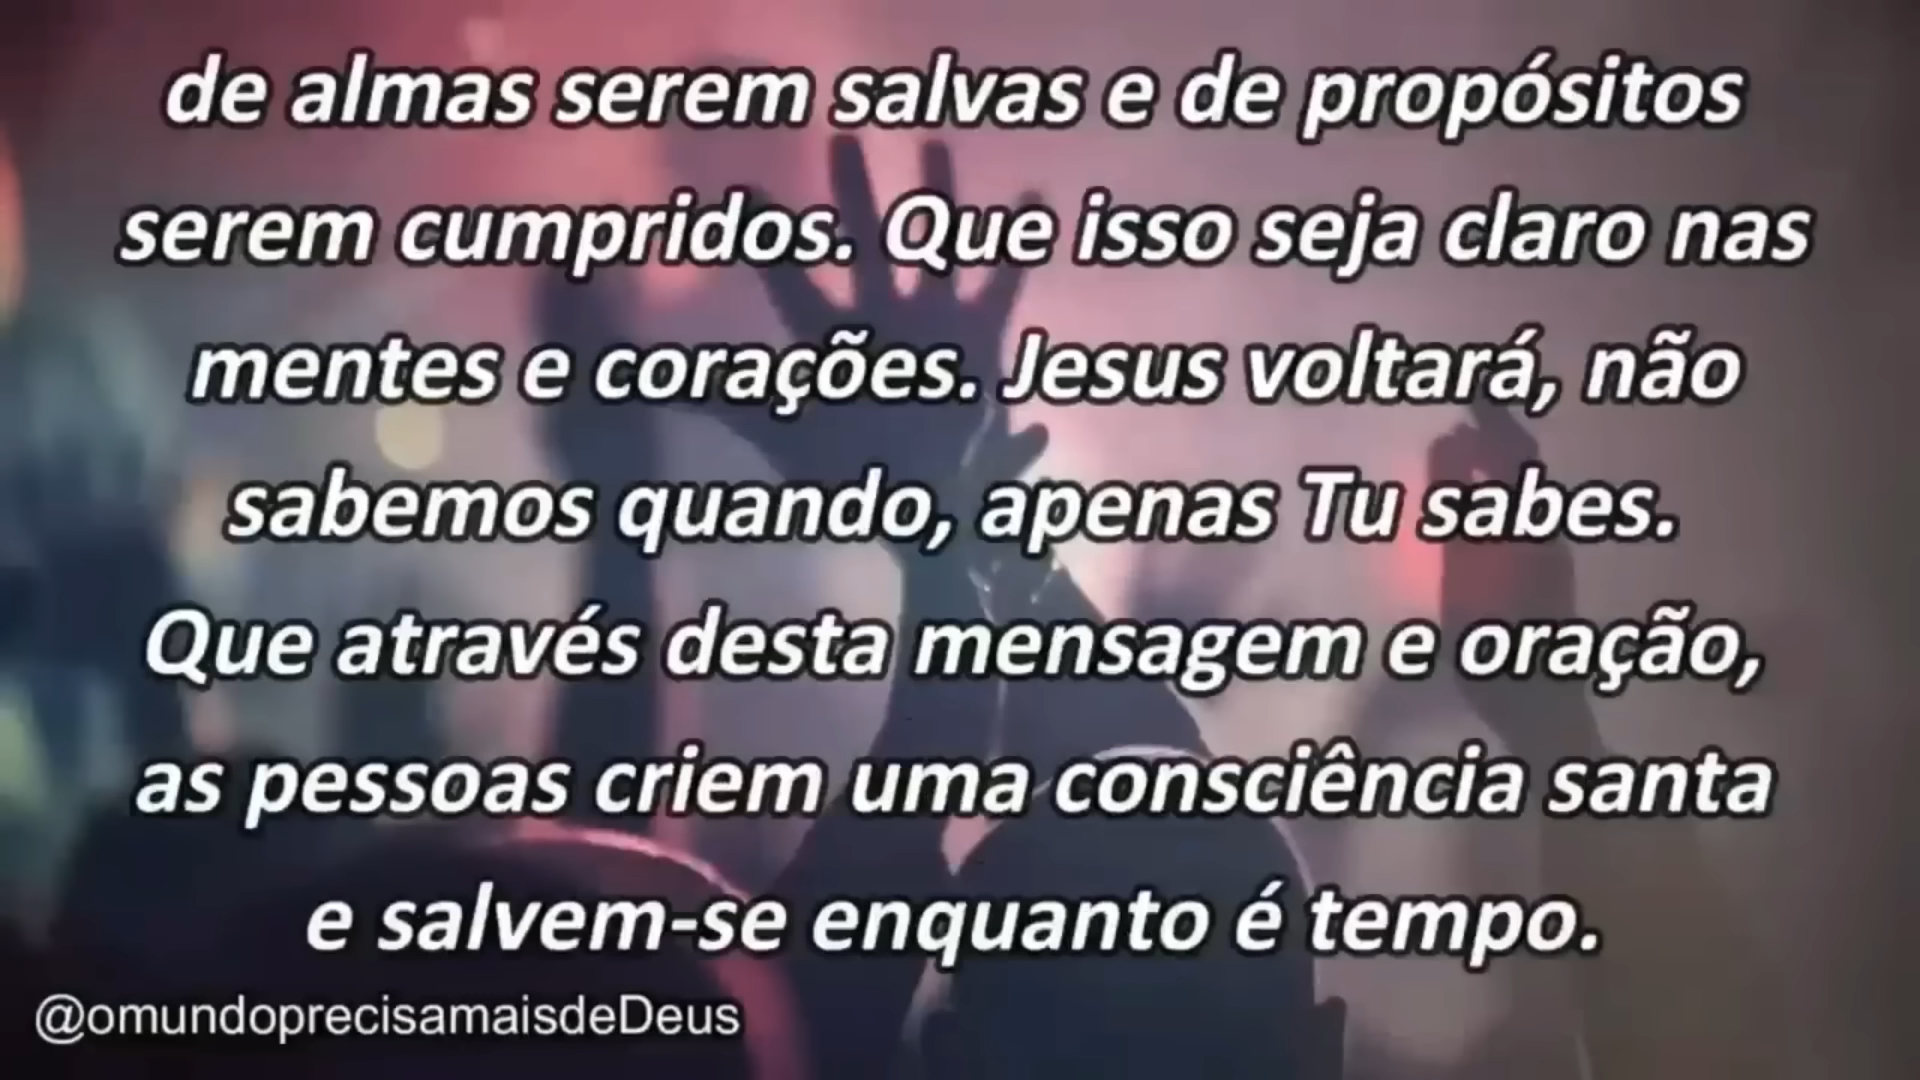 de almas serem salvas e de propósitos
serem cumpridos. Que isso seja claro nas
mentes e corações. Jesus voltará, não
sabemos quando, apenas Tu sabes.
Que através desta mensagem e oração,
as pessoas criem uma consciência santa
e salvem-se enquanto é tempo.
@omundoprecisamaisdeDeus